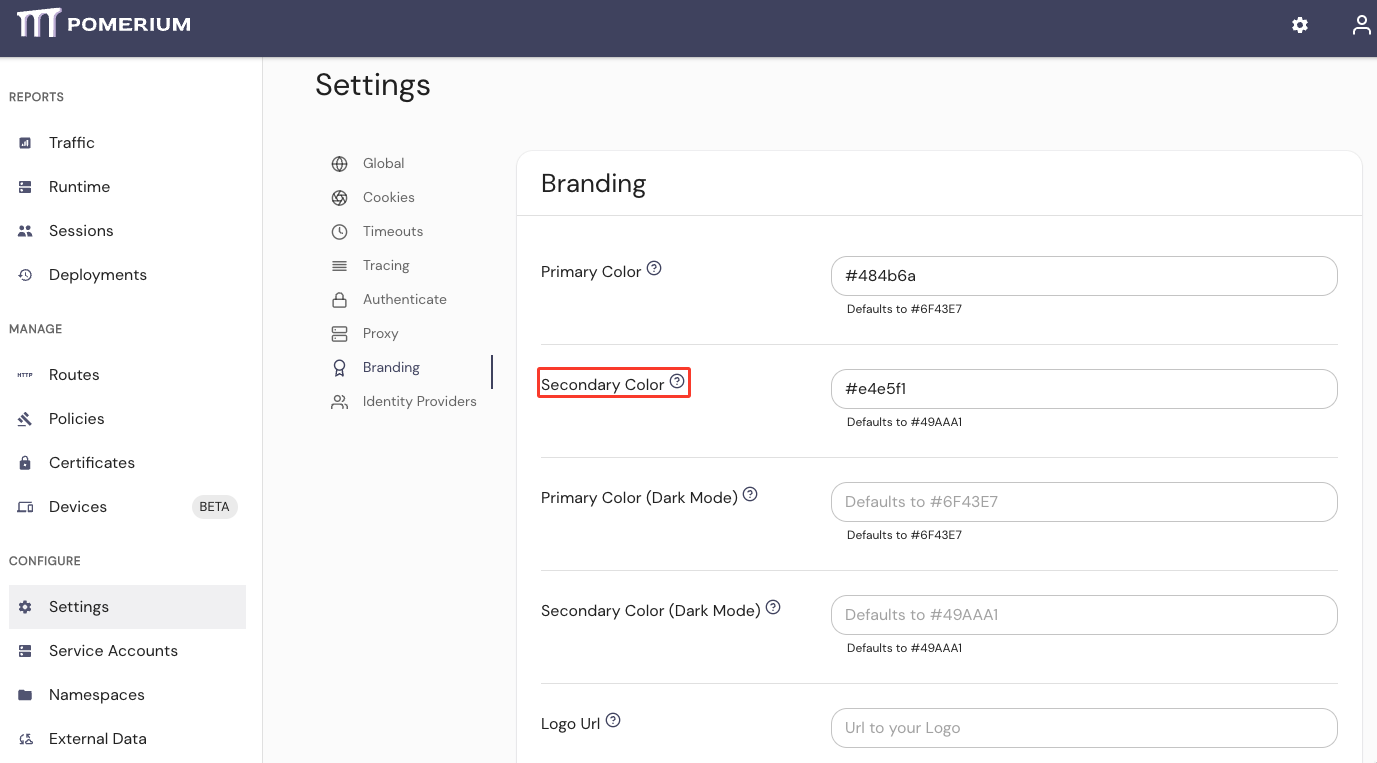 POMERIUM
REPORTS
Traffic
Runtime
Sessions
Deployments
MANAGE
HTTP Routes
Policies
Certificates
Devices BETA
CONFIGURE
Settings
Service Accounts
Namespaces
External Data
Settings
Global
Cookies
Timeouts
Tracing
Authenticate
Proxy
Branding
Identity Providers
Branding
Primary Color ?
#484b6a
Defaults to #6F43E7
Secondary Color ?
#e4e5f1
Defaults to #49AAA1
Primary Color (Dark Mode) ?
Defaults to #6F43E7
Defaults to #6F43E7
Secondary Color (Dark Mode) ?
Defaults to #49AAA1
Defaults to #49AAA1
Logo Url ?
Url to your Logo